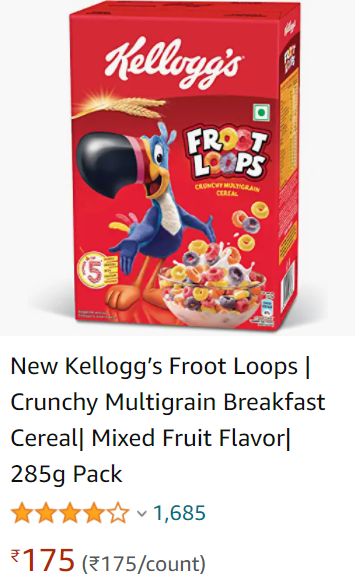 Kellogg's
FROOT
LOOPS
CRUNCHY MULTIGRAIN
CEREAL
5
New Kellogg's Froot Loops |
Crunchy Multigrain Breakfast
Cereal| Mixed Fruit Flavor|
285g Pack
1,685
₹175 (₹175/count)